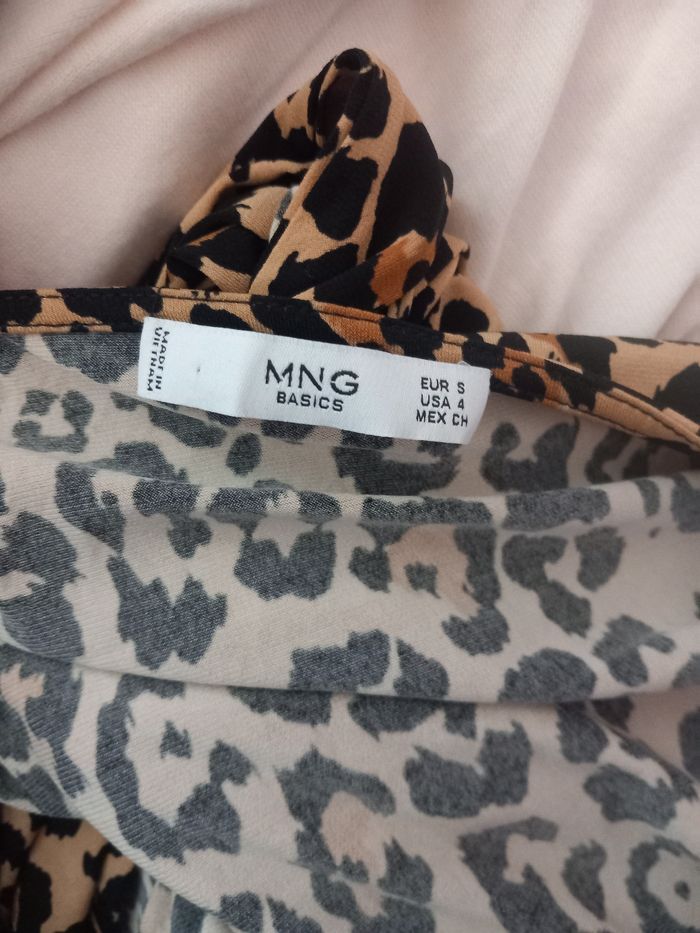 MADE IN
VIETNAM
MNG
BASICS
EUR S
USA 4
MEX CH